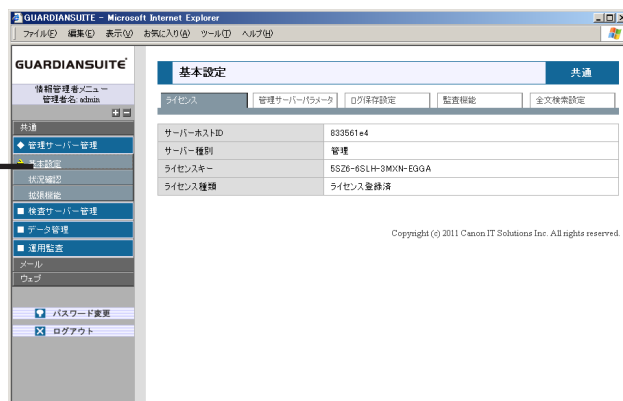 GUARDIANSUITE - Microsoft Internet Explorer
ファイル(F) 編集(E) 表示(V) お気に入り(A) ツール(T) ヘルプ(H)
GUARDIANSUITE
情報管理者メニュー
管理者名: admin
共通
管理サーバー管理
基本設定
状況確認
拡張機能
検査サーバー管理
データ管理
運用監査
メール
ウェブ
パスワード変更
ログアウト
基本設定 共通
ライセンス 管理サーバーパラメータ ログ保存設定 監査機能 全文検索設定
サーバーホストID 833561e4
サーバー種別 管理
ライセンスキー 5SZ6-6SLH-3MXN-EGGA
ライセンス種類 ライセンス登録済
Copyright (c) 2011 Canon IT Solutions Inc. All rights reserved.